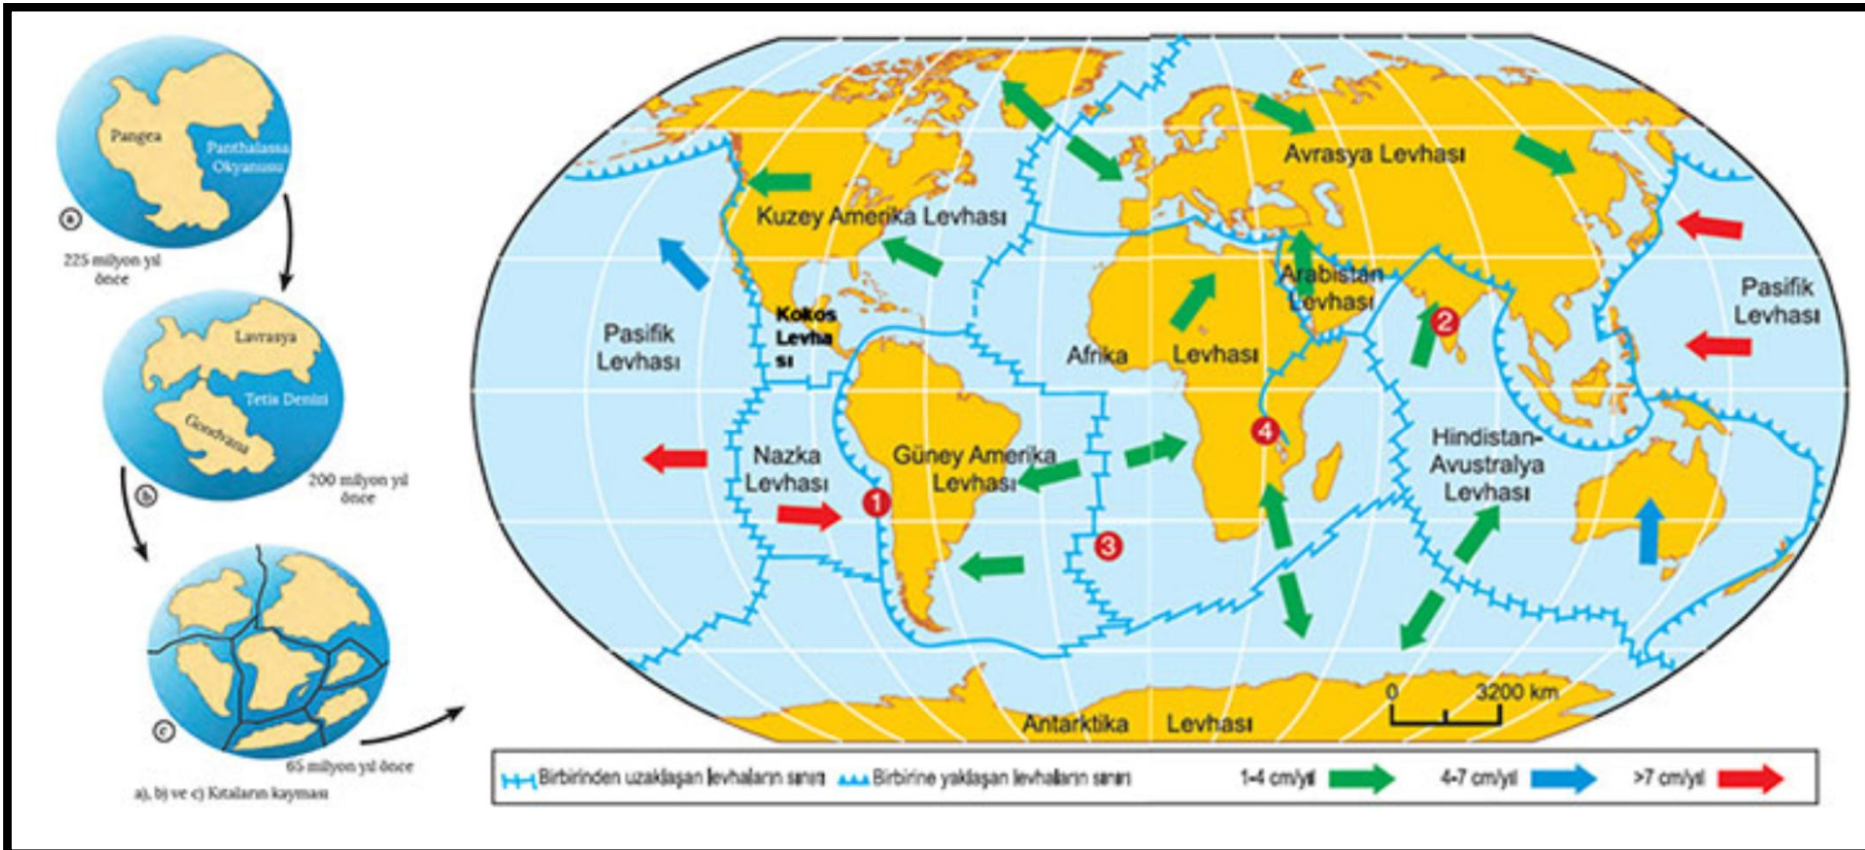 Pangea
Panthalassa
Okyanusu
a
225 milyon yıl
önce
Lavrasya
Tetis Denizi
Gondvana
b
200 milyon yıl
önce
c
65 milyon yıl önce
a), b) ve c) Kıtaların kayması
Avrasya Levhası
Kuzey Amerika Levhası
Arabistan
Levhası
Pasifik
Levhası
Kokos
Levha
sı
Pasifik
Levhası
Afrika Levhası
2
4
Nazka
Levhası
Güney Amerika
Levhası
Hindistan-
Avustralya
Levhası
1
3
0 3200 km
Antarktika Levhası
Birbirinden uzaklaşan levhaların sınırı
Birbirine yaklaşan levhaların sınırı
1-4 cm/yıl
4-7 cm/yıl
>7 cm/yıl